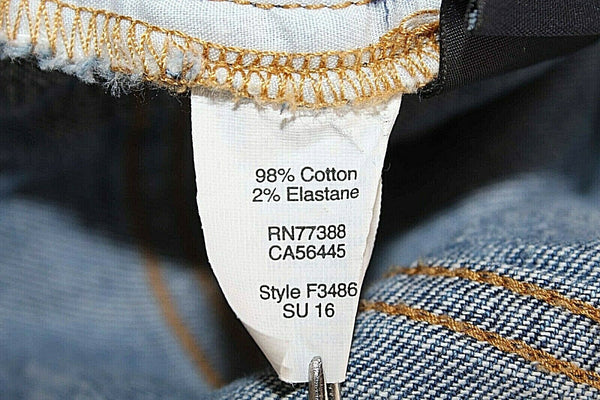 98% Cotton
2% Elastane
RN77388
CA56445
Style F3486
SU 16